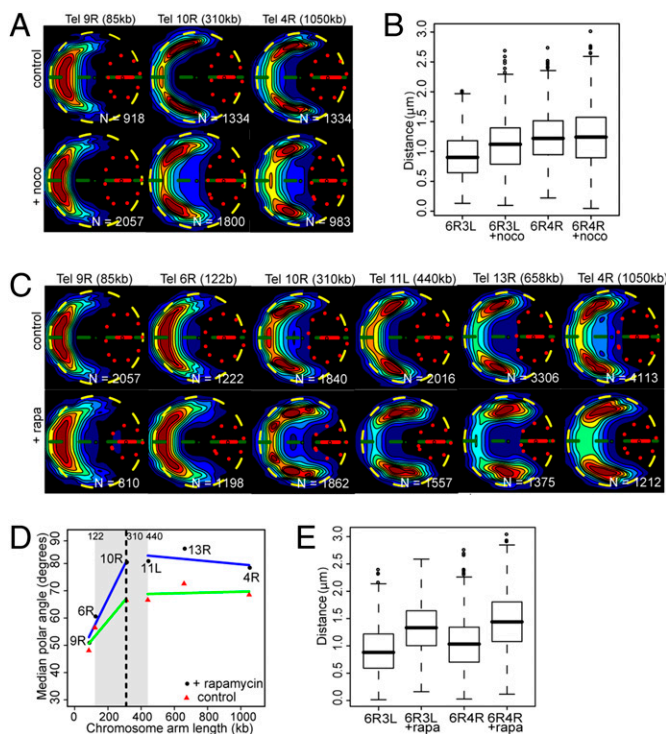 A
Tel 9R (85kb) Tel 10R (310kb) Tel 4R (1050kb)
control
N = 918
N = 1334
N = 1334
+ noco
N = 2057
N = 1800
N = 983
B
Distance (μm)
3.0
2.5
2.0
1.5
1.0
0.5
0.0
6R3L
6R3L +noco
6R4R
6R4R +noco
C
Tel 9R (85kb) Tel 6R (122b) Tel 10R (310kb) Tel 11L (440kb) Tel 13R (658kb) Tel 4R (1050kb)
control
N = 2057
N = 1222
N = 1840
N = 2016
N = 3306
N = 4113
+ rapa
N = 810
N = 1198
N = 1862
N = 1557
N = 1375
N = 1212
D
Median polar angle (degrees)
90
80
70
60
50
40
30
122
310
440
9R
6R
10R
11L
13R
4R
+ rapamycin
control
0 200 400 600 800 1000
Chromosome arm length (kb)
E
Distance (μm)
3.0
2.5
2.0
1.5
1.0
0.5
0.0
6R3L
6R3L +rapa
6R4R
6R4R +rapa